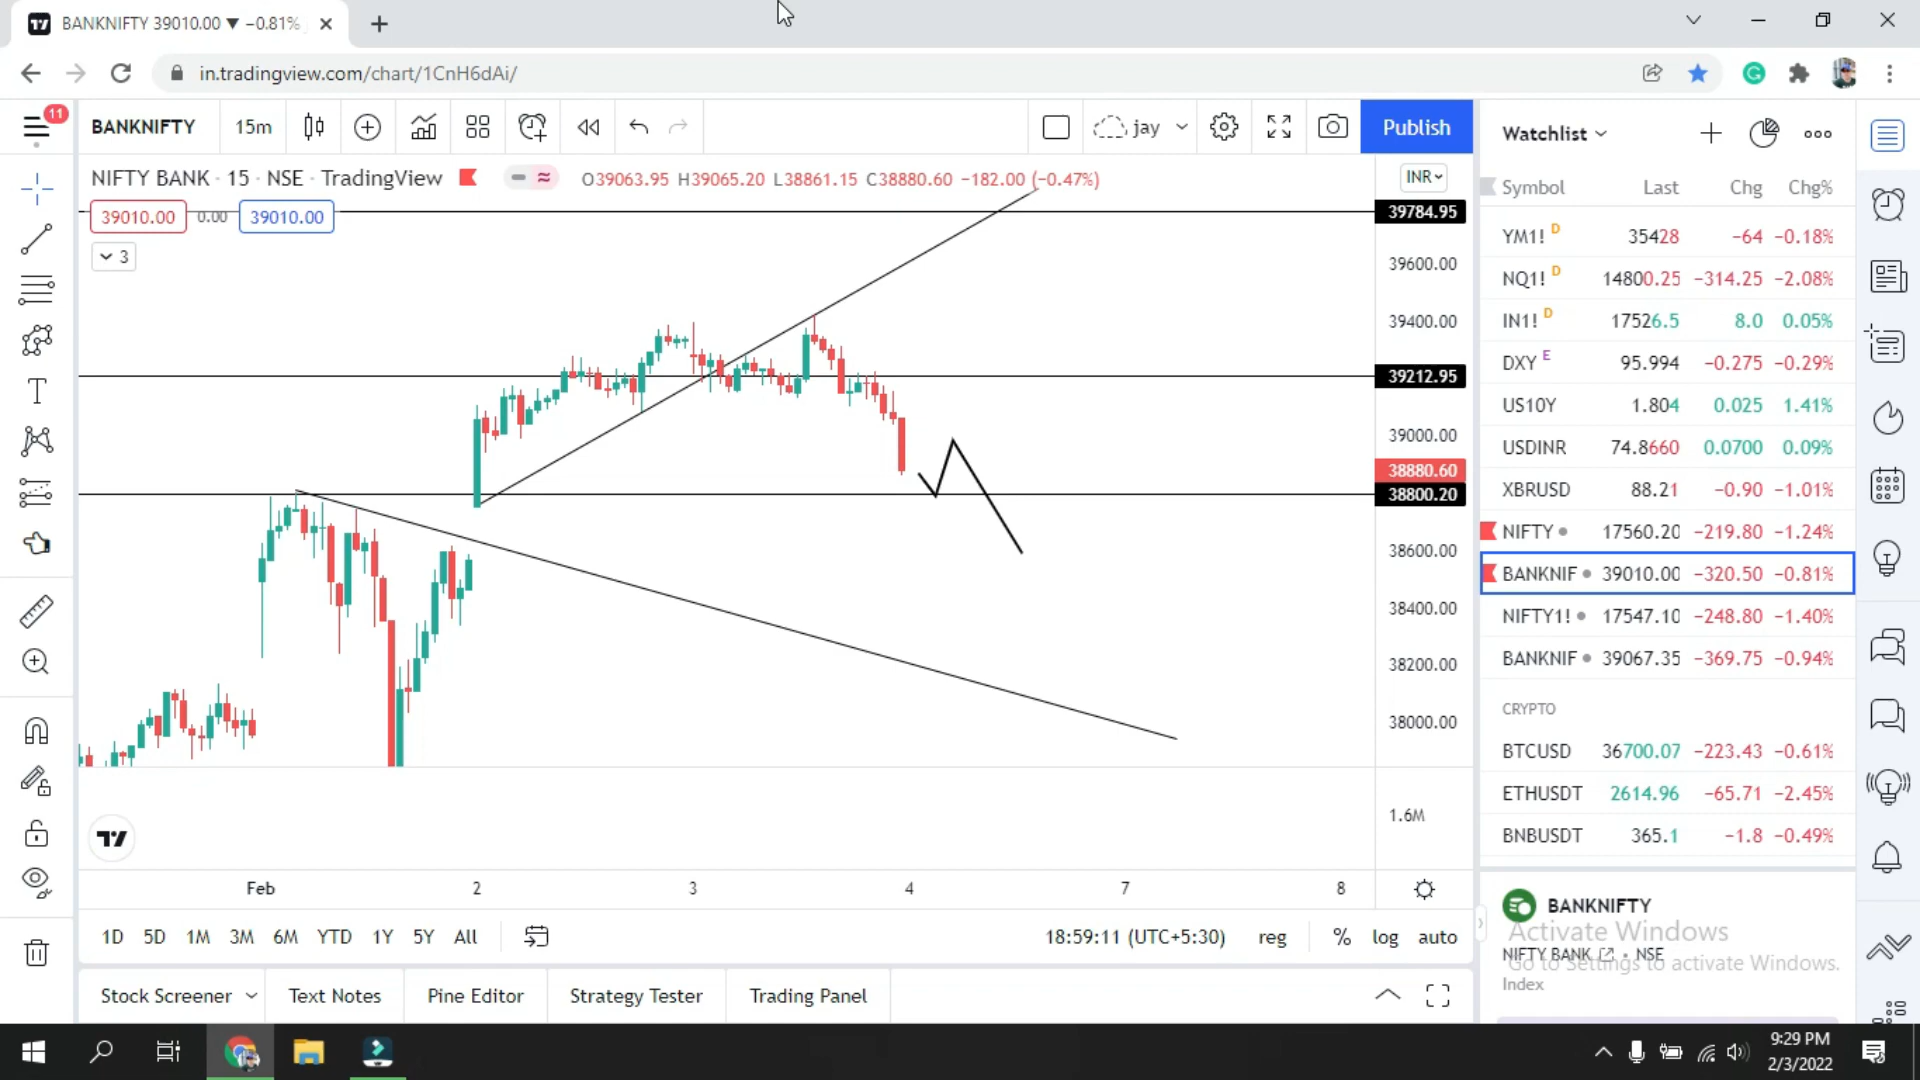 BANKNIFTY 39010.00 ▼ −0.81%
in.tradingview.com/chart/1CnH6dAi/
11
BANKNIFTY 15m jay Publish
NIFTY BANK · 15 · NSE · TradingView O39063.95 H39065.20 L38861.15 C38880.60 −182.00 (−0.47%)
39010.00 0.00 39010.00
3
INR
39784.95
39600.00
39400.00
39212.95
39000.00
38880.60
38800.20
38600.00
38400.00
38200.00
38000.00
1.6M
Feb 2 3 4 7 8
1D 5D 1M 3M 6M YTD 1Y 5Y All 18:59:11 (UTC+5:30) reg % log auto
Stock Screener Text Notes Pine Editor Strategy Tester Trading Panel
Watchlist
Symbol Last Chg Chg%
YM1! D 35428 −64 −0.18%
NQ1! D 14800.25 −314.25 −2.08%
IN1! D 17526.5 8.0 0.05%
DXY E 95.994 −0.275 −0.29%
US10Y 1.804 0.025 1.41%
USDINR 74.8660 0.0700 0.09%
XBRUSD 88.21 −0.90 −1.01%
NIFTY 17560.20 −219.80 −1.24%
BANKNIF 39010.00 −320.50 −0.81%
NIFTY1! 17547.10 −248.80 −1.40%
BANKNIF 39067.35 −369.75 −0.94%
CRYPTO
BTCUSD 36700.07 −223.43 −0.61%
ETHUSDT 2614.96 −65.71 −2.45%
BNBUSDT 365.1 −1.8 −0.49%
BANKNIFTY
Activate Windows
NIFTY BANK · NSE
Go to Settings to activate Windows.
Index
9:29 PM
2/3/2022